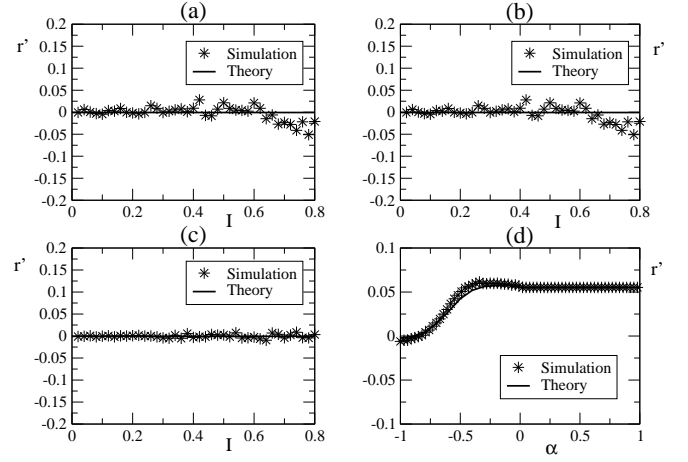 (a)
r'
0.2
0.15
0.1
0.05
0
-0.05
-0.1
-0.15
-0.2
0 0.2 0.4 0.6 0.8
I
Simulation
Theory
(b)
r'
0.2
0.15
0.1
0.05
0
-0.05
-0.1
-0.15
-0.2
0 0.2 0.4 0.6 0.8
I
Simulation
Theory
(c)
r'
0.2
0.15
0.1
0.05
0
-0.05
-0.1
-0.15
-0.2
0 0.2 0.4 0.6 0.8
I
Simulation
Theory
(d)
r'
0.1
0.05
0
0.05
0.1
-1 -0.5 0 0.5 1
α
Simulation
Theory